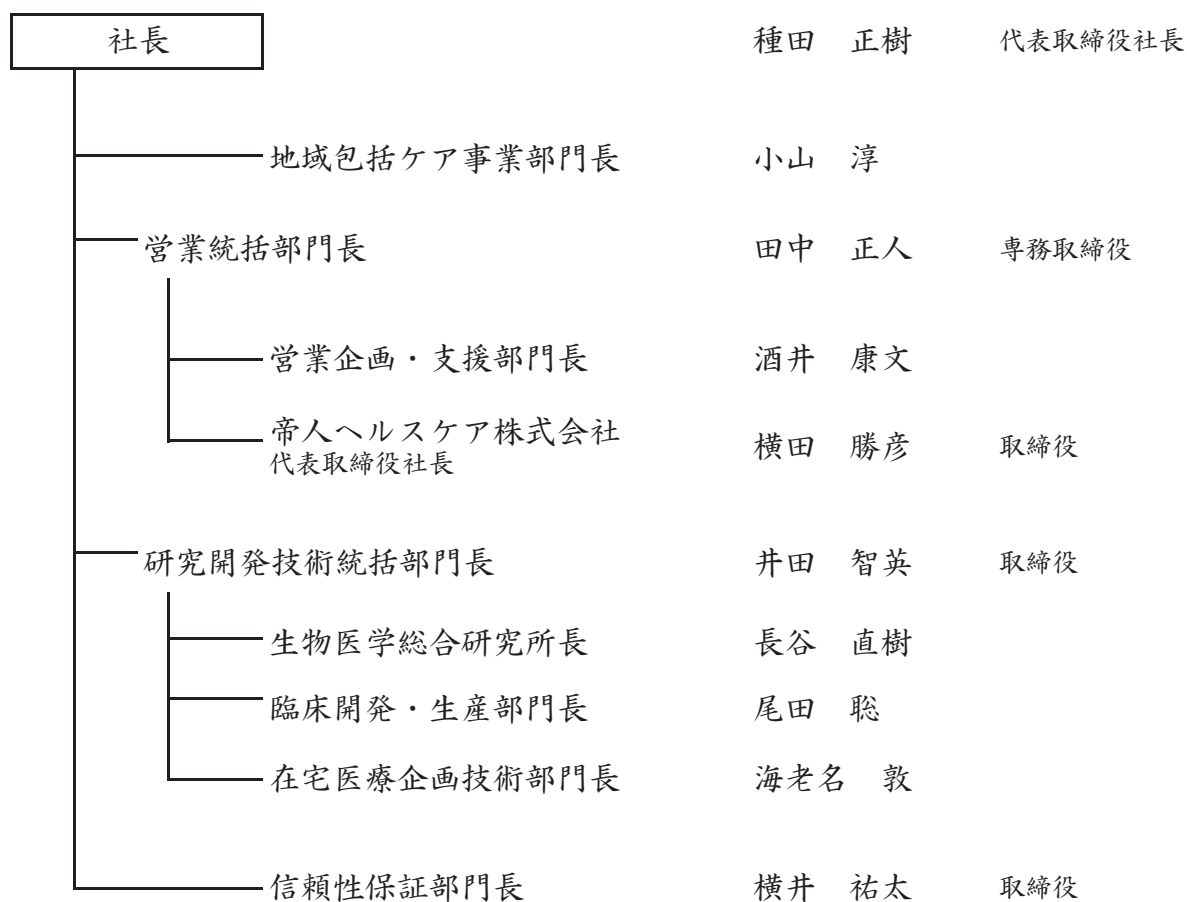 社長　種田　正樹　代表取締役社長
地域包括ケア事業部門長　小山　淳
営業統括部門長　田中　正人　専務取締役
営業企画・支援部門長　酒井　康文
帝人ヘルスケア株式会社
代表取締役社長　横田　勝彦　取締役
研究開発技術統括部門長　井田　智英　取締役
生物医学総合研究所長　長谷　直樹
臨床開発・生産部門長　尾田　聡
在宅医療企画技術部門長　海老名　敦
信頼性保証部門長　横井　祐太　取締役